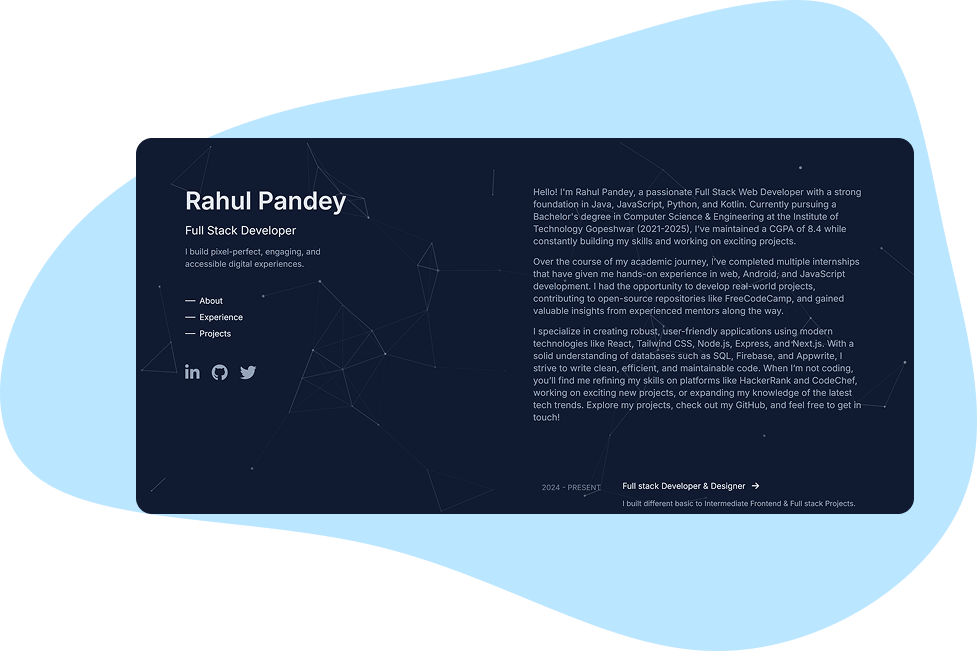 Rahul Pandey
Full Stack Developer
I build pixel-perfect, engaging, and
accessible digital experiences.
About
Experience
Projects
Hello! I'm Rahul Pandey, a passionate Full Stack Web Developer with a strong
foundation in Java, JavaScript, Python, and Kotlin. Currently pursuing a
Bachelor's degree in Computer Science & Engineering at the Institute of
Technology Gopeshwar (2021-2025), I've maintained a CGPA of 8.4 while
constantly building my skills and working on exciting projects.
Over the course of my academic journey, I've completed multiple internships
that have given me hands-on experience in web, Android, and JavaScript
development. I had the opportunity to develop real-world projects,
contributing to open-source repositories like FreeCodeCamp, and gained
valuable insights from experienced mentors along the way.
I specialize in creating robust, user-friendly applications using modern
technologies like React, Tailwind CSS, Node.js, Express, and Next.js. With a
solid understanding of databases such as SQL, Firebase, and Appwrite, I
strive to write clean, efficient, and maintainable code. When I'm not coding,
you'll find me refining my skills on platforms like HackerRank and CodeChef,
working on exciting new projects, or expanding my knowledge of the latest
tech trends. Explore my projects, check out my GitHub, and feel free to get in
touch!
2024 - PRESENT
Full stack Developer & Designer →
I built different basic to Intermediate Frontend & Full stack Projects.